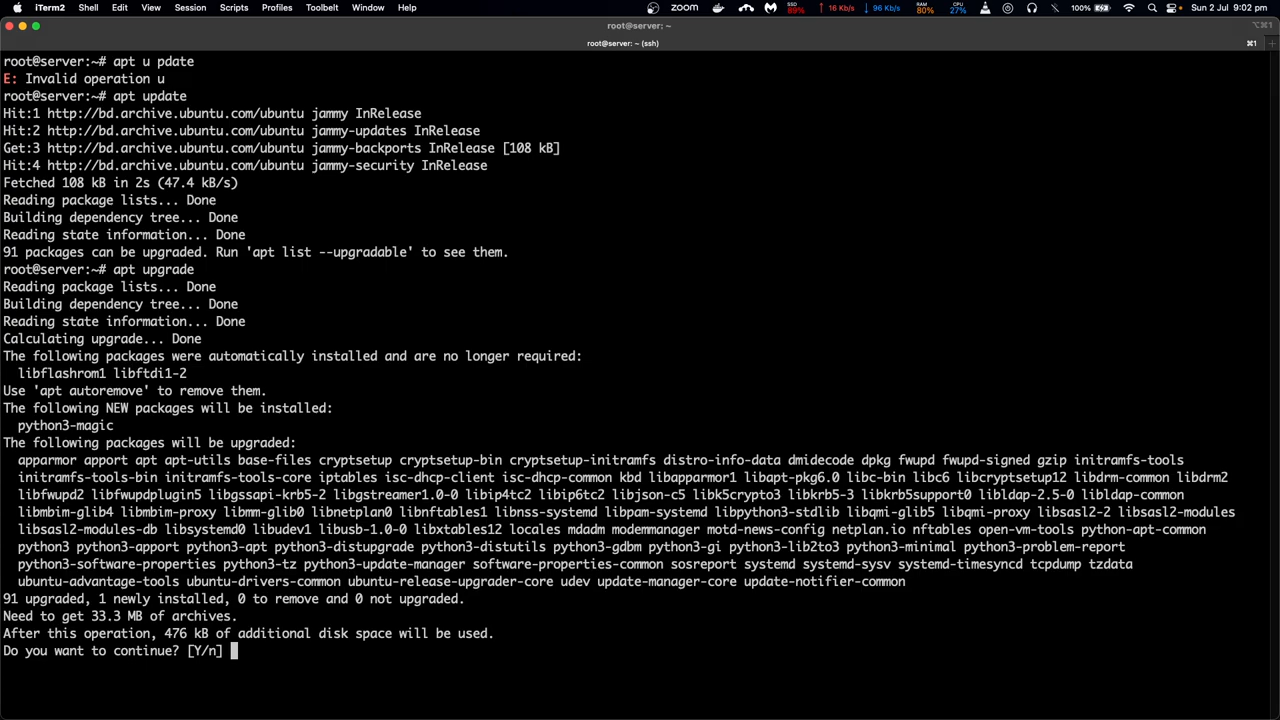 iTerm2 Shell Edit View Session Scripts Profiles Toolbelt Window Help zoom SSD 89% 16 Kb/s 96 Kb/s RAM 80% CPU 27% 100% Sun 2 Jul 9:02 pm
root@server:~
⌥⌘1
root@server: ~ (ssh)
⌘1
root@server:~# apt u pdate
E: Invalid operation u
root@server:~# apt update
Hit:1 http://bd.archive.ubuntu.com/ubuntu jammy InRelease
Hit:2 http://bd.archive.ubuntu.com/ubuntu jammy-updates InRelease
Get:3 http://bd.archive.ubuntu.com/ubuntu jammy-backports InRelease [108 kB]
Hit:4 http://bd.archive.ubuntu.com/ubuntu jammy-security InRelease
Fetched 108 kB in 2s (47.4 kB/s)
Reading package lists... Done
Building dependency tree... Done
Reading state information... Done
91 packages can be upgraded. Run 'apt list --upgradable' to see them.
root@server:~# apt upgrade
Reading package lists... Done
Building dependency tree... Done
Reading state information... Done
Calculating upgrade... Done
The following packages were automatically installed and are no longer required:
libflashrom1 libftdi1-2
Use 'apt autoremove' to remove them.
The following NEW packages will be installed:
python3-magic
The following packages will be upgraded:
apparmor apport apt apt-utils base-files cryptsetup cryptsetup-bin cryptsetup-initramfs distro-info-data dmidecode dpkg fwupd fwupd-signed gzip initramfs-tools
initramfs-tools-bin initramfs-tools-core iptables isc-dhcp-client isc-dhcp-common kbd libapparmor1 libapt-pkg6.0 libc-bin libc6 libcryptsetup12 libdrm-common libdrm2
libfwupd2 libfwupdplugin5 libgssapi-krb5-2 libgstreamer1.0-0 libip4tc2 libip6tc2 libjson-c5 libk5crypto3 libkrb5-3 libkrb5support0 libldap-2.5-0 libldap-common
libmbim-glib4 libmbim-proxy libmm-glib0 libnetplan0 libnftables1 libnss-systemd libpam-systemd libpython3-stdlib libqmi-glib5 libqmi-proxy libsasl2-2 libsasl2-modules
libsasl2-modules-db libsystemd0 libudev1 libusb-1.0-0 libxtables12 locales mdadm modemmanager motd-news-config netplan.io nftables open-vm-tools python-apt-common
python3 python3-apport python3-apt python3-distupgrade python3-distutils python3-gdbm python3-gi python3-lib2to3 python3-minimal python3-problem-report
python3-software-properties python3-tz python3-update-manager software-properties-common sosreport systemd systemd-sysv systemd-timesyncd tcpdump tzdata
ubuntu-advantage-tools ubuntu-drivers-common ubuntu-release-upgrader-core udev update-manager-core update-notifier-common
91 upgraded, 1 newly installed, 0 to remove and 0 not upgraded.
Need to get 33.3 MB of archives.
After this operation, 476 kB of additional disk space will be used.
Do you want to continue? [Y/n]